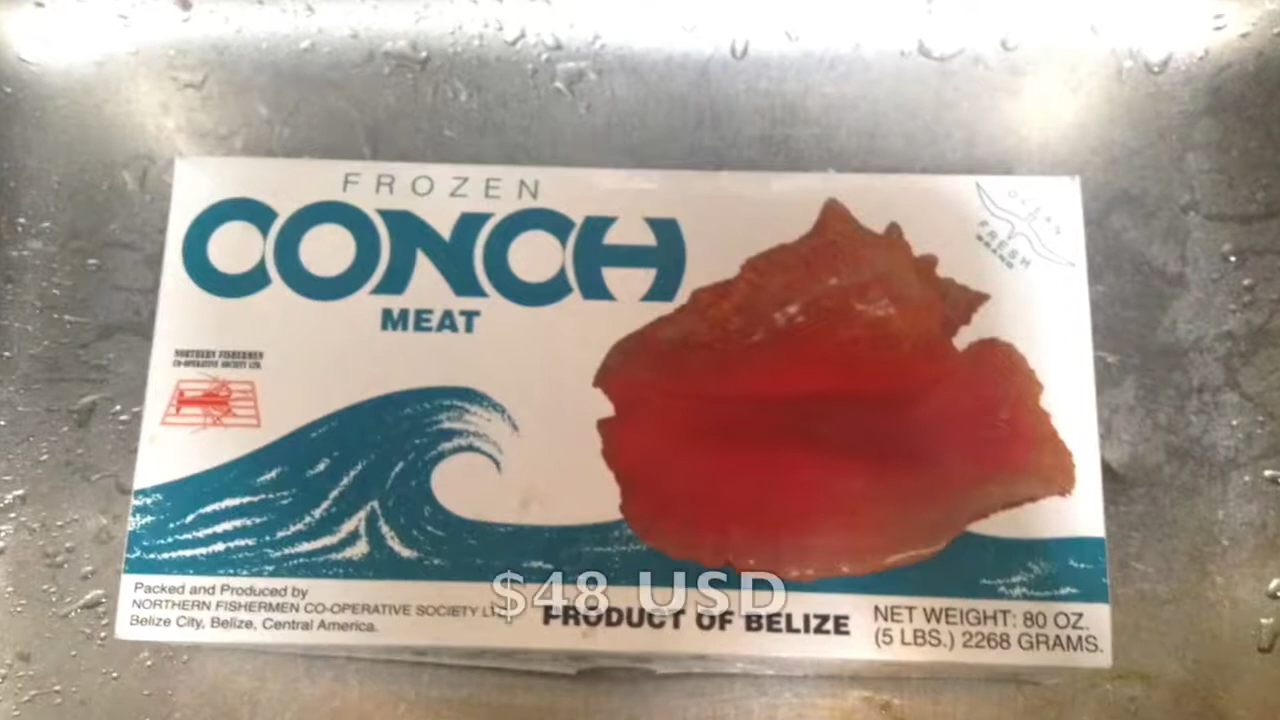 FROZEN
CONCH
MEAT
OCEAN
FRESH
BRAND
NORTHERN FISHERMEN
CO-OPERATIVE SOCIETY LTD.
Packed and Produced by
NORTHERN FISHERMEN CO-OPERATIVE SOCIETY LTD.
Belize City, Belize, Central America.
$48 USD
PRODUCT OF BELIZE
NET WEIGHT: 80 OZ.
(5 LBS.) 2268 GRAMS.